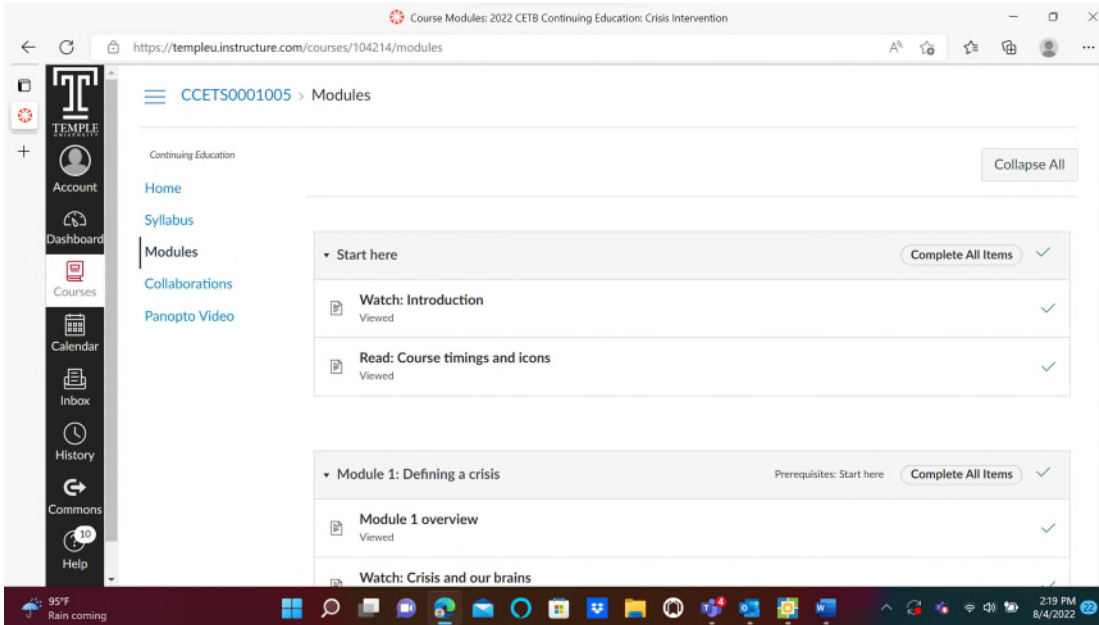 Course Modules: 2022 CETB Continuing Education: Crisis Intervention
https://templeu.instructure.com/courses/104214/modules
TEMPLE
UNIVERSITY
Account
Dashboard
Courses
Calendar
Inbox
History
Commons
10
Help
CCETS0001005 > Modules
Continuing Education
Home
Syllabus
Modules
Collaborations
Panopto Video
Collapse All
Start here Complete All Items
Watch: Introduction
Viewed
Read: Course timings and icons
Viewed
Module 1: Defining a crisis Prerequisites: Start here Complete All Items
Module 1 overview
Viewed
Watch: Crisis and our brains
95°F
Rain coming
4
2:19 PM
8/4/2022
22